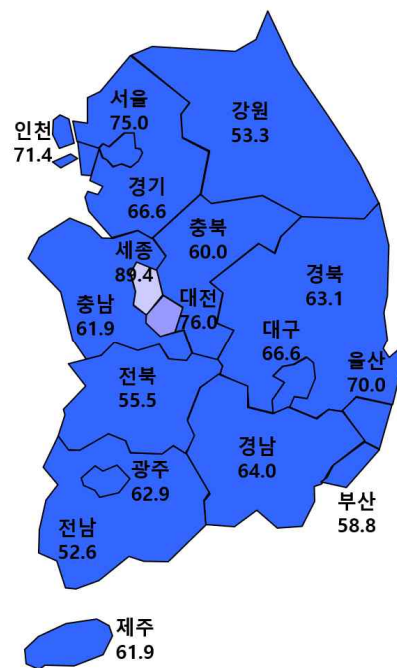 서울
75.0
강원
53.3
인천
71.4
경기
66.6
충북
60.0
세종
89.4
경북
63.1
충남
61.9
대전
76.0
대구
66.6
울산
70.0
전북
55.5
경남
64.0
광주
62.9
부산
58.8
전남
52.6
제주
61.9